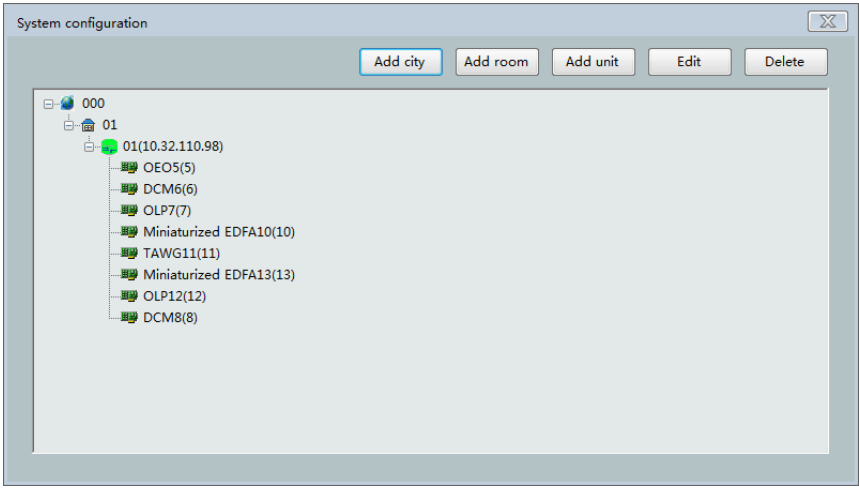 System configuration
Add city Add room Add unit Edit Delete
000
01
01(10.32.110.98)
OEO5(5)
DCM6(6)
OLP7(7)
Miniaturized EDFA10(10)
TAWG11(11)
Miniaturized EDFA13(13)
OLP12(12)
DCM8(8)